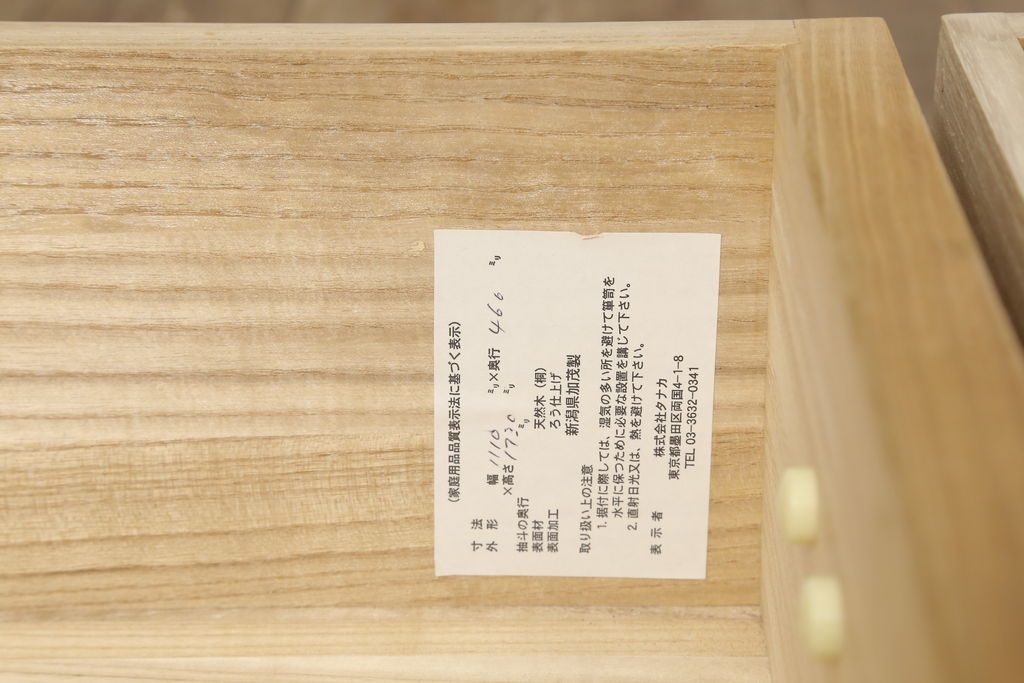 (家庭用品品質表示法に基づく表示)
寸法
外形 幅 1110 ミリ×奥行 460 ミリ
×高さ 1720 ミリ
抽斗の奥行 ミリ
表面材 天然木(桐)
表面加工 ろう仕上げ
新潟県加茂製
取り扱い上の注意
1. 据付に際しては、湿気の多い所を避けて箪笥を
水平に保つために必要な設置を講じて下さい。
2. 直射日光又は、熱を避けて下さい。
表示者 株式会社タナカ
東京都墨田区両国4-1-8
TEL 03-3632-0341